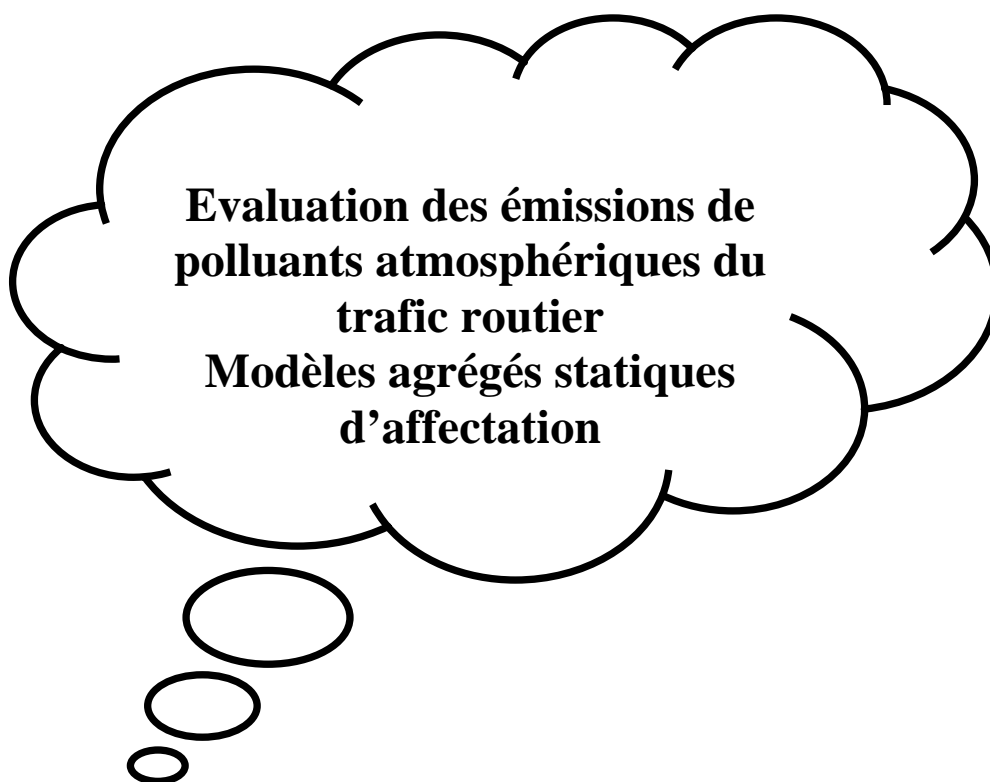 Evaluation des émissions de
polluants atmosphériques du
trafic routier
Modèles agrégés statiques
d’affectation